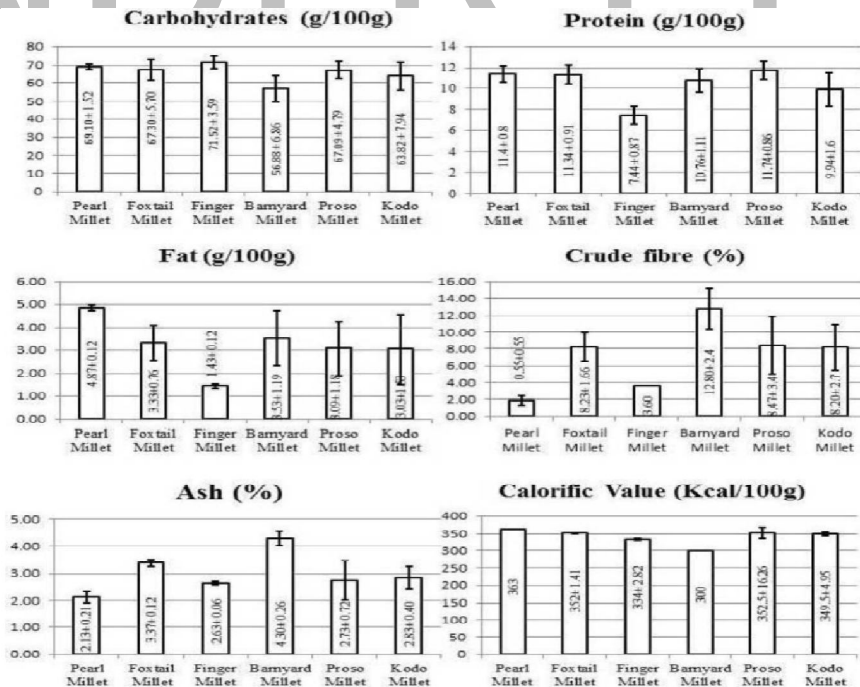 Carbohydrates (g/100g)
80
70
60
50
40
30
20
10
0
69.10±1.52
67.30±5.70
71.52±3.59
56.88±6.86
67.09±4.79
63.82±7.94
Pearl Millet
Foxtail Millet
Finger Millet
Barnyard Millet
Proso Millet
Kodo Millet
Protein (g/100g)
14
12
10
8
6
4
2
0
11.4±0.8
11.34±0.91
7.44±0.87
10.76±1.11
11.74±0.86
9.94±1.6
Pearl Millet
Foxtail Millet
Finger Millet
Barnyard Millet
Proso Millet
Kodo Millet
Fat (g/100g)
6.00
5.00
4.00
3.00
2.00
1.00
0.00
4.87±0.12
3.33±0.76
1.43±0.12
3.53±1.19
3.09±1.18
Pearl Millet
Foxtail Millet
Finger Millet
Barnyard Millet
Proso Millet
Kodo Millet
Crude fibre (%)
16.00
14.00
12.00
10.00
8.00
6.00
4.00
2.00
0.00
0.55±0.55
8.23±1.66
3.60
12.80±2.4
8.47±3.4
8.20±2.7
Pearl Millet
Foxtail Millet
Finger Millet
Barnyard Millet
Proso Millet
Kodo Millet
Ash (%)
5.00
4.00
3.00
2.00
1.00
0.00
2.13±0.21
3.37±0.12
2.63±0.06
4.30±0.26
2.73±0.72
2.83±0.40
Pearl Millet
Foxtail Millet
Finger Millet
Barnyard Millet
Proso Millet
Kodo Millet
Calorific Value (Kcal/100g)
400
350
300
250
200
150
100
50
0
363
352±1.41
334±2.82
300
352.5±16.26
349.5±4.95
Pearl Millet
Foxtail Millet
Finger Millet
Barnyard Millet
Proso Millet
Kodo Millet